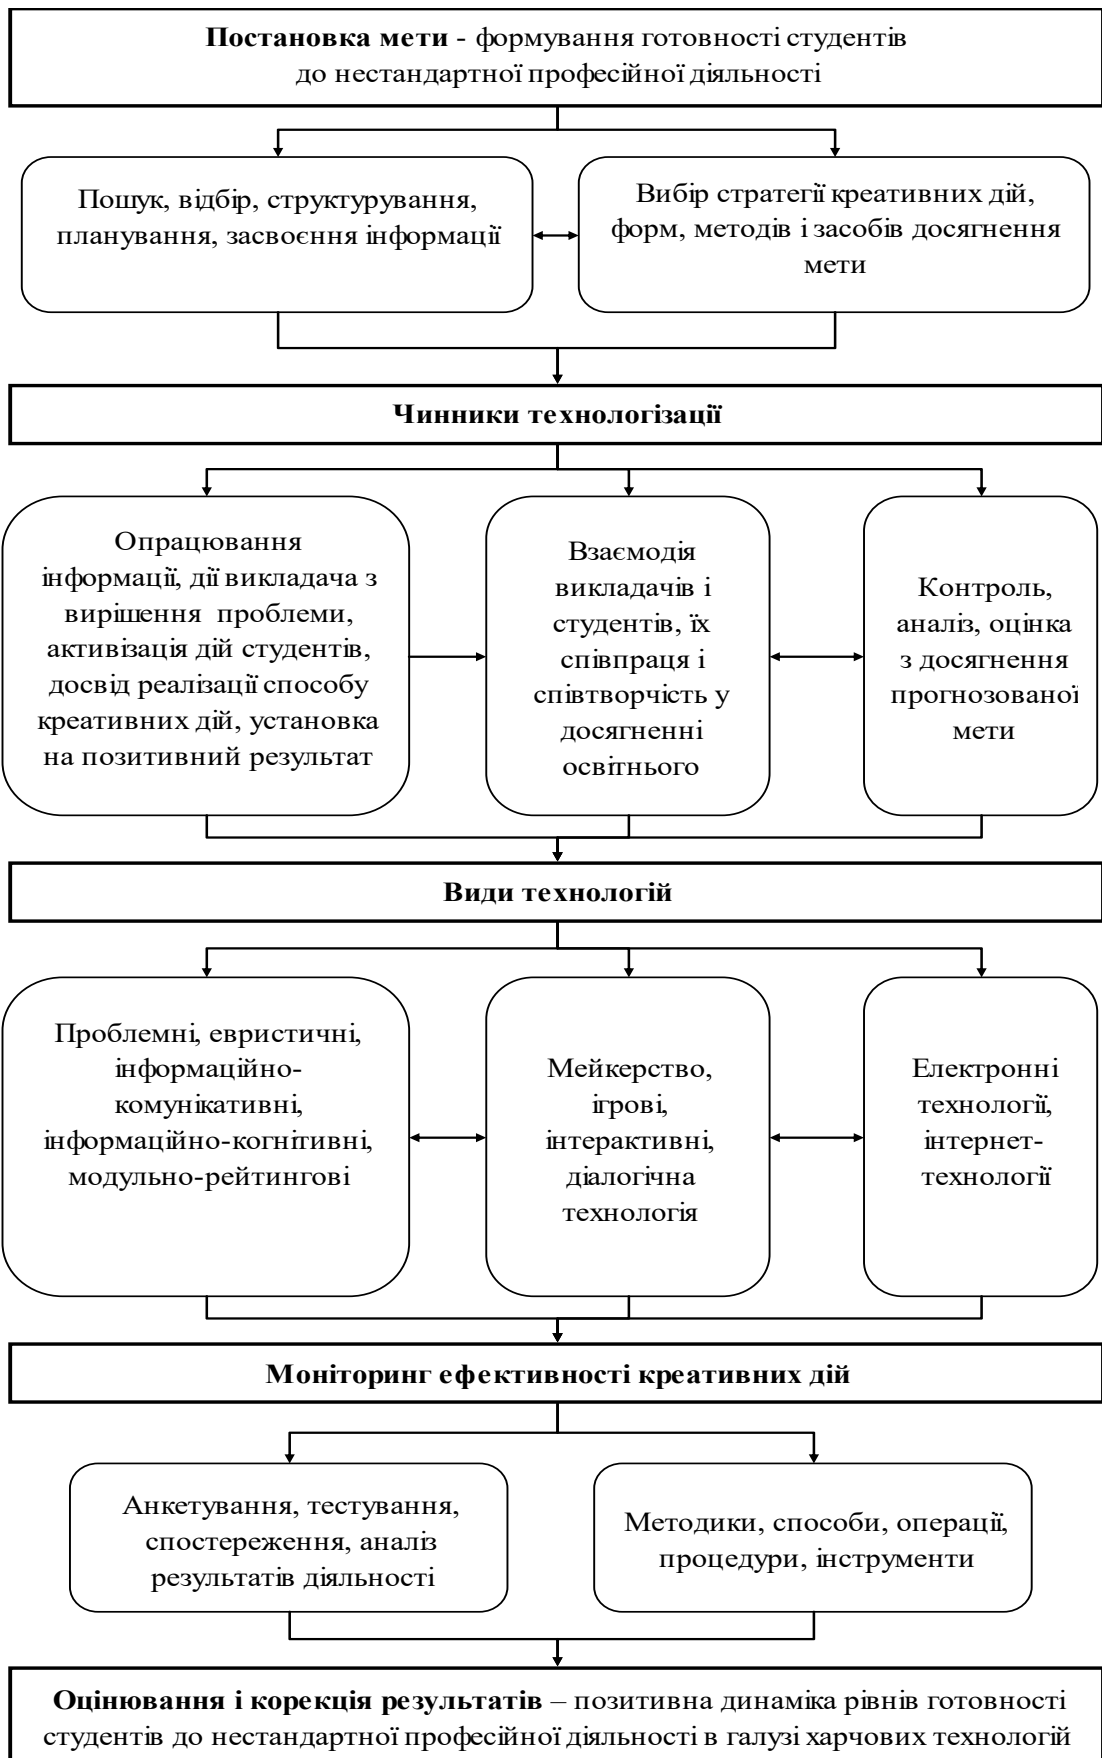 Постановка мети - формування готовності студентів
до нестандартної професійної діяльності
Пошук, відбір, структурування,
планування, засвоєння інформації
Вибір стратегії креативних дій,
форм, методів і засобів досягнення
мети
Чинники технологізації
Опрацювання
інформації, дії викладача з
вирішення проблеми,
активізація дій студентів,
досвід реалізації способу
креативних дій, установка
на позитивний результат
Взаємодія
викладачів і
студентів, їх
співпраця і
співтворчість у
досягненні
освітнього
Контроль,
аналіз, оцінка
з досягнення
прогнозованої
мети
Види технологій
Проблемні, евристичні,
інформаційно-
комунікативні,
інформаційно-когнітивні,
модульно-рейтингові
Мейкерство,
ігрові,
інтерактивні,
діалогічна
технологія
Електронні
технології,
інтернет-
технології
Моніторинг ефективності креативних дій
Анкетування, тестування,
спостереження, аналіз
результатів діяльності
Методики, способи, операції,
процедури, інструменти
Оцінювання і корекція результатів – позитивна динаміка рівнів готовності
студентів до нестандартної професійної діяльності в галузі харчових технологій